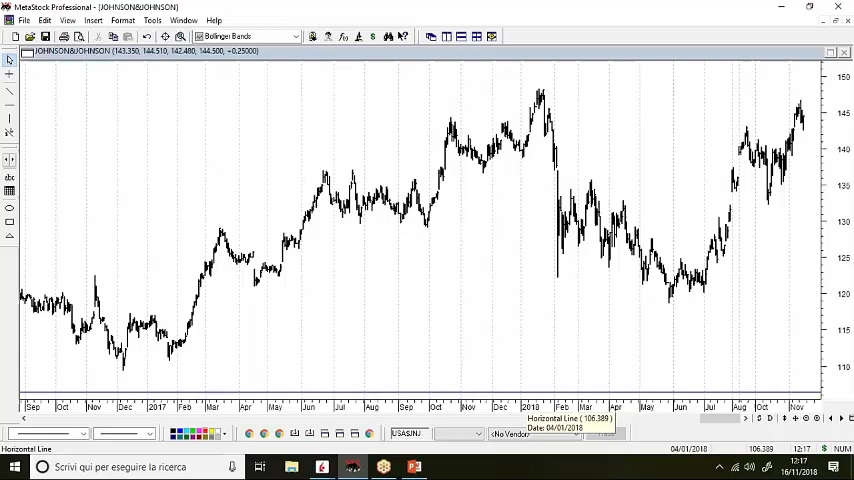 MetaStock Professional - [JOHNSON&JOHNSON]
File Edit View Insert Format Tools Window Help
Bollinger Bands
JOHNSON&JOHNSON (143.350, 144.510, 142.480, 144.500, +0.25000)
150
145
140
135
130
125
120
115
110
abc
Sep Oct Nov Dec 2017 Feb Mar Apr May Jun Jul Aug Sep Oct Nov Dec 2018 Feb Mar Apr May Jun Jul Aug Sep Oct Nov
Horizontal Line ( 106.389 )
Date: 04/01/2018
USA$JNJ
<No Vendor>
Horizontal Line 04/01/2018 106.389 12:17 $ NUM
Scrivi qui per eseguire la ricerca
12:17
16/11/2018